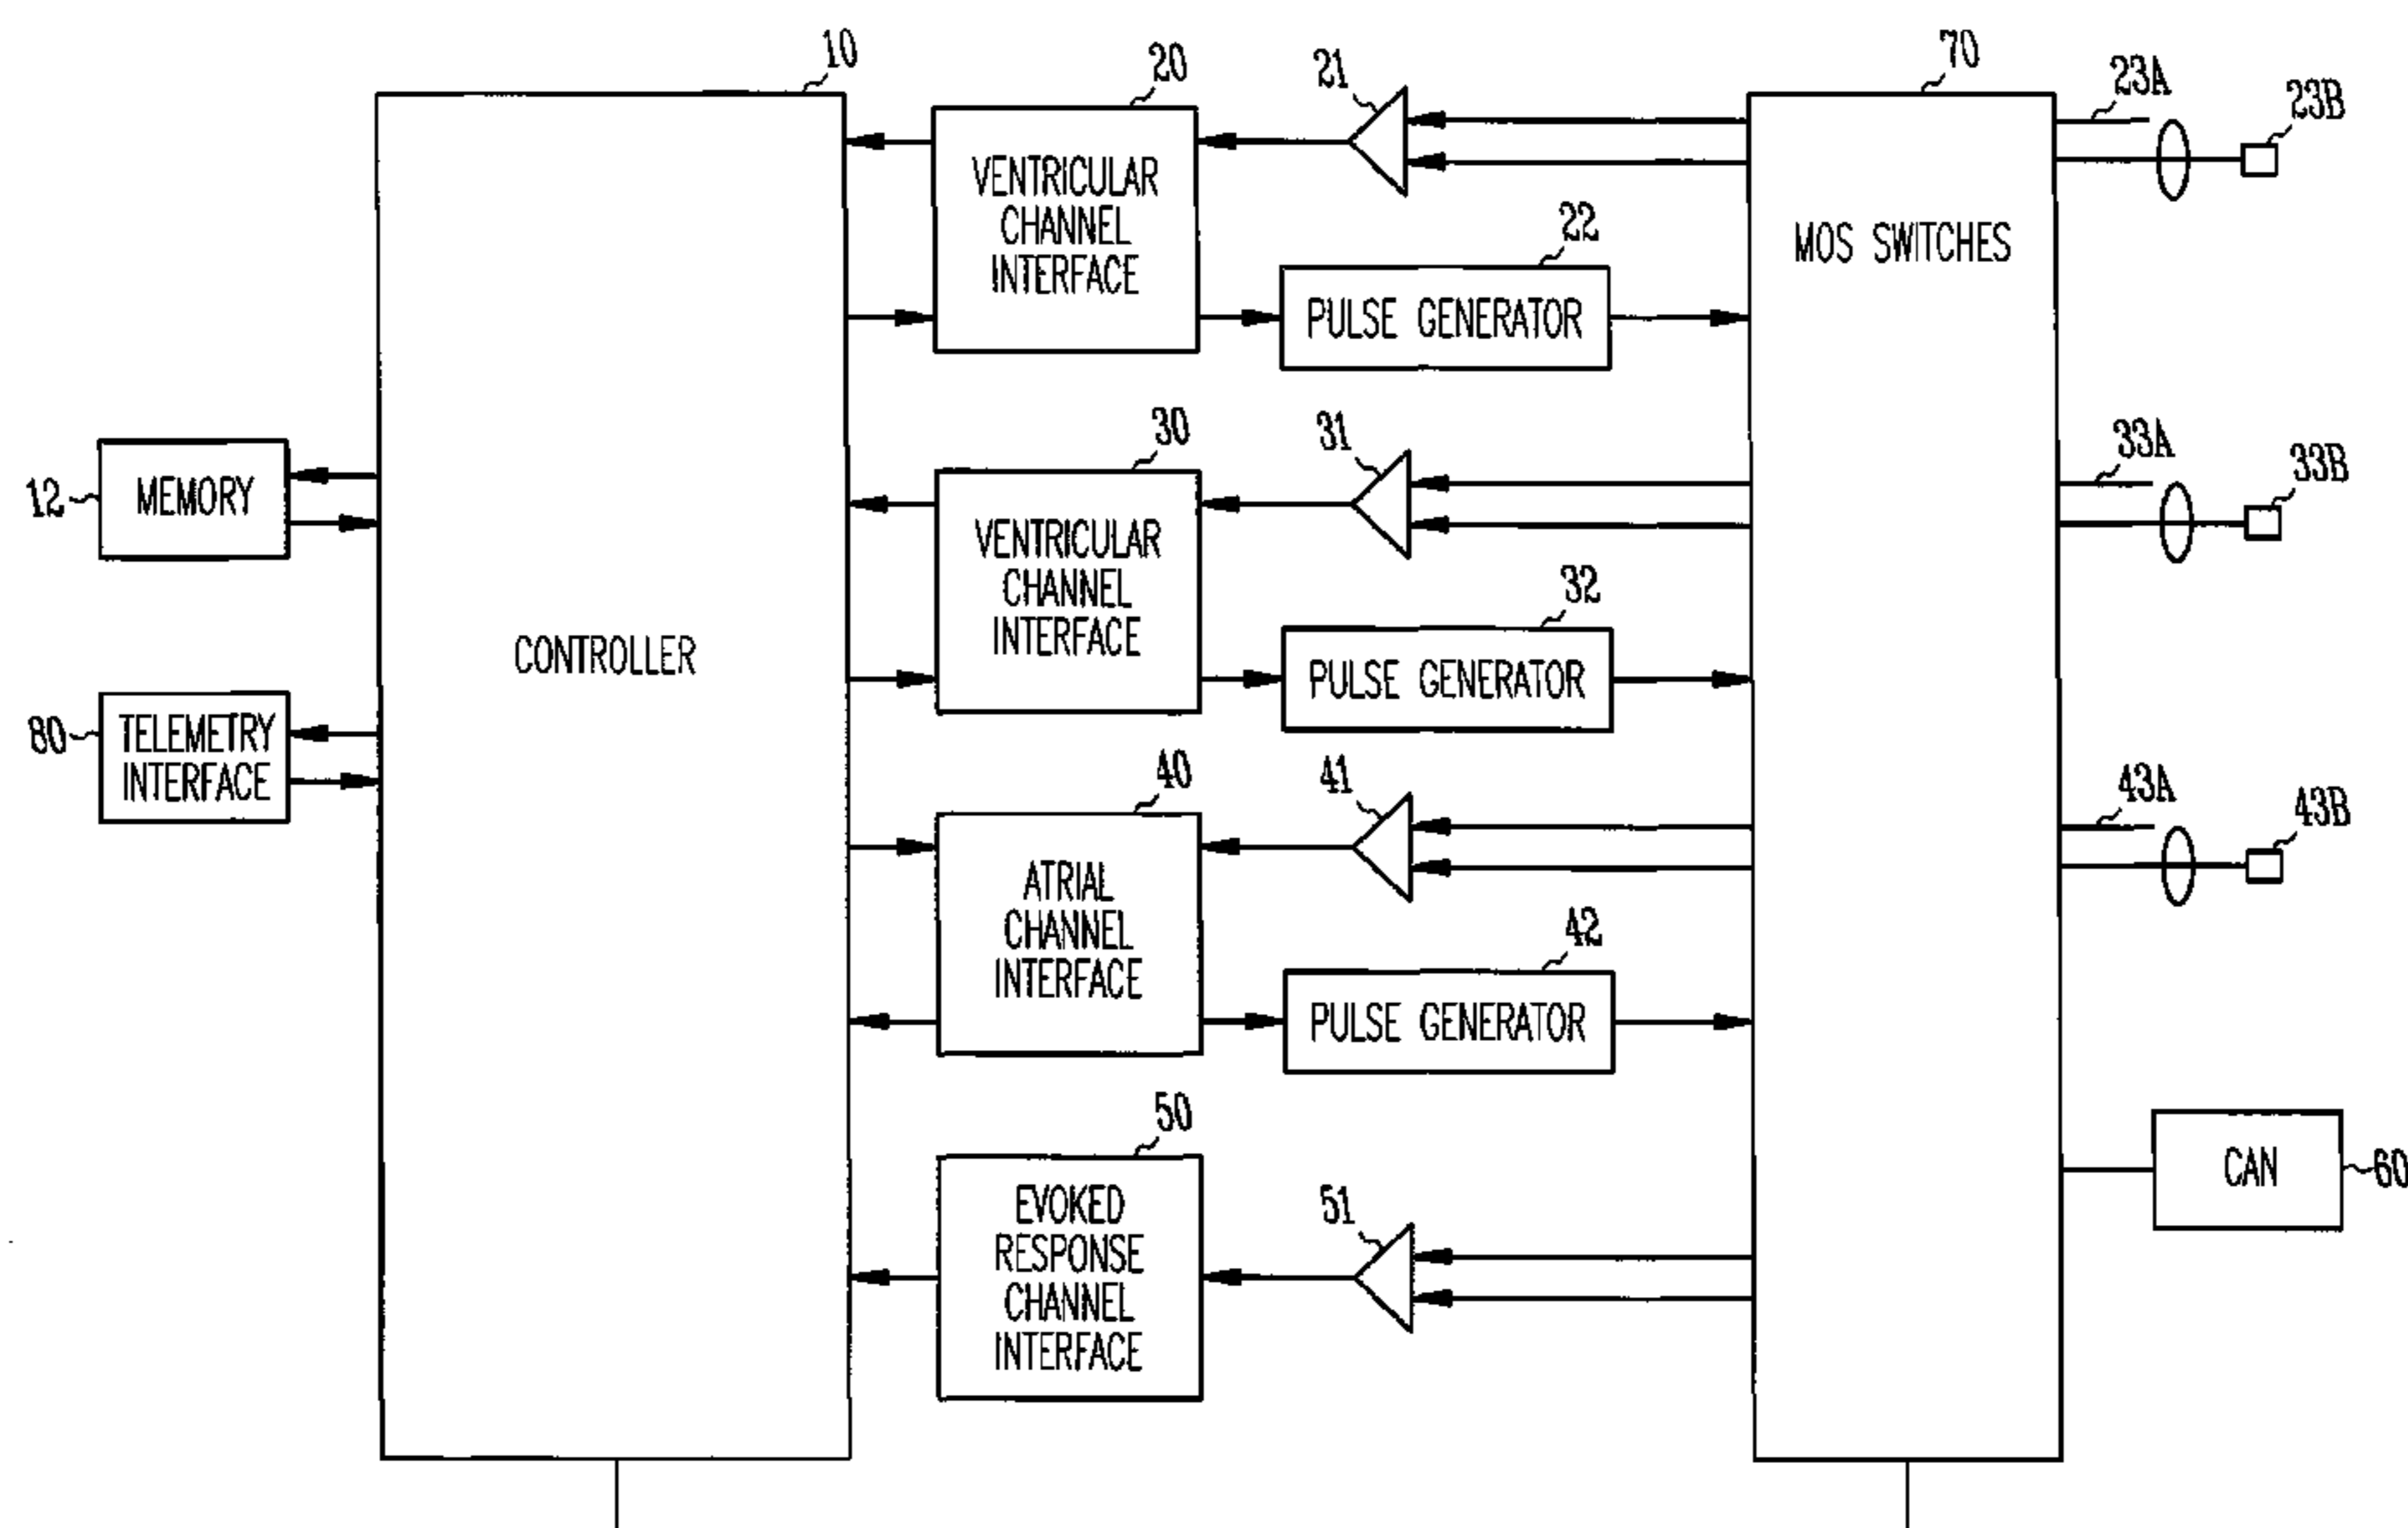 10
20
21
70
23A
23B
VENTRICULAR
CHANNEL
INTERFACE
MOS SWITCHES
22
PULSE GENERATOR
30
31
33A
33B
12
MEMORY
VENTRICULAR
CHANNEL
INTERFACE
32
PULSE GENERATOR
CONTROLLER
80
TELEMETRY
INTERFACE
40
41
43A
43B
ATRIAL
CHANNEL
INTERFACE
42
PULSE GENERATOR
50
EVOKED
RESPONSE
CHANNEL
INTERFACE
51
CAN
60